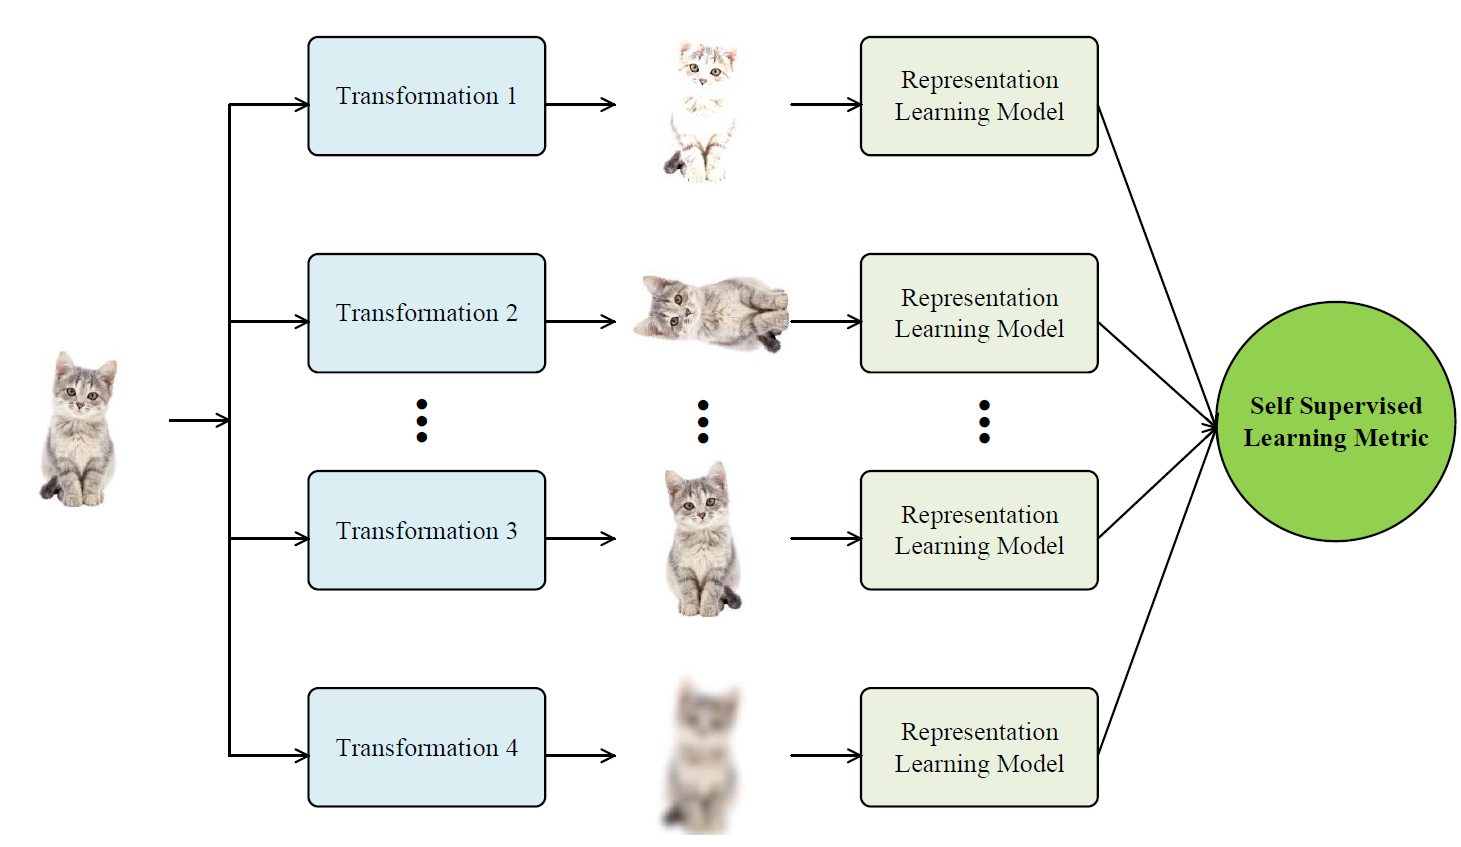 Transformation 1
Representation
Learning Model
Transformation 2
Representation
Learning Model
Self Supervised
Learning Metric
Transformation 3
Representation
Learning Model
Transformation 4
Representation
Learning Model